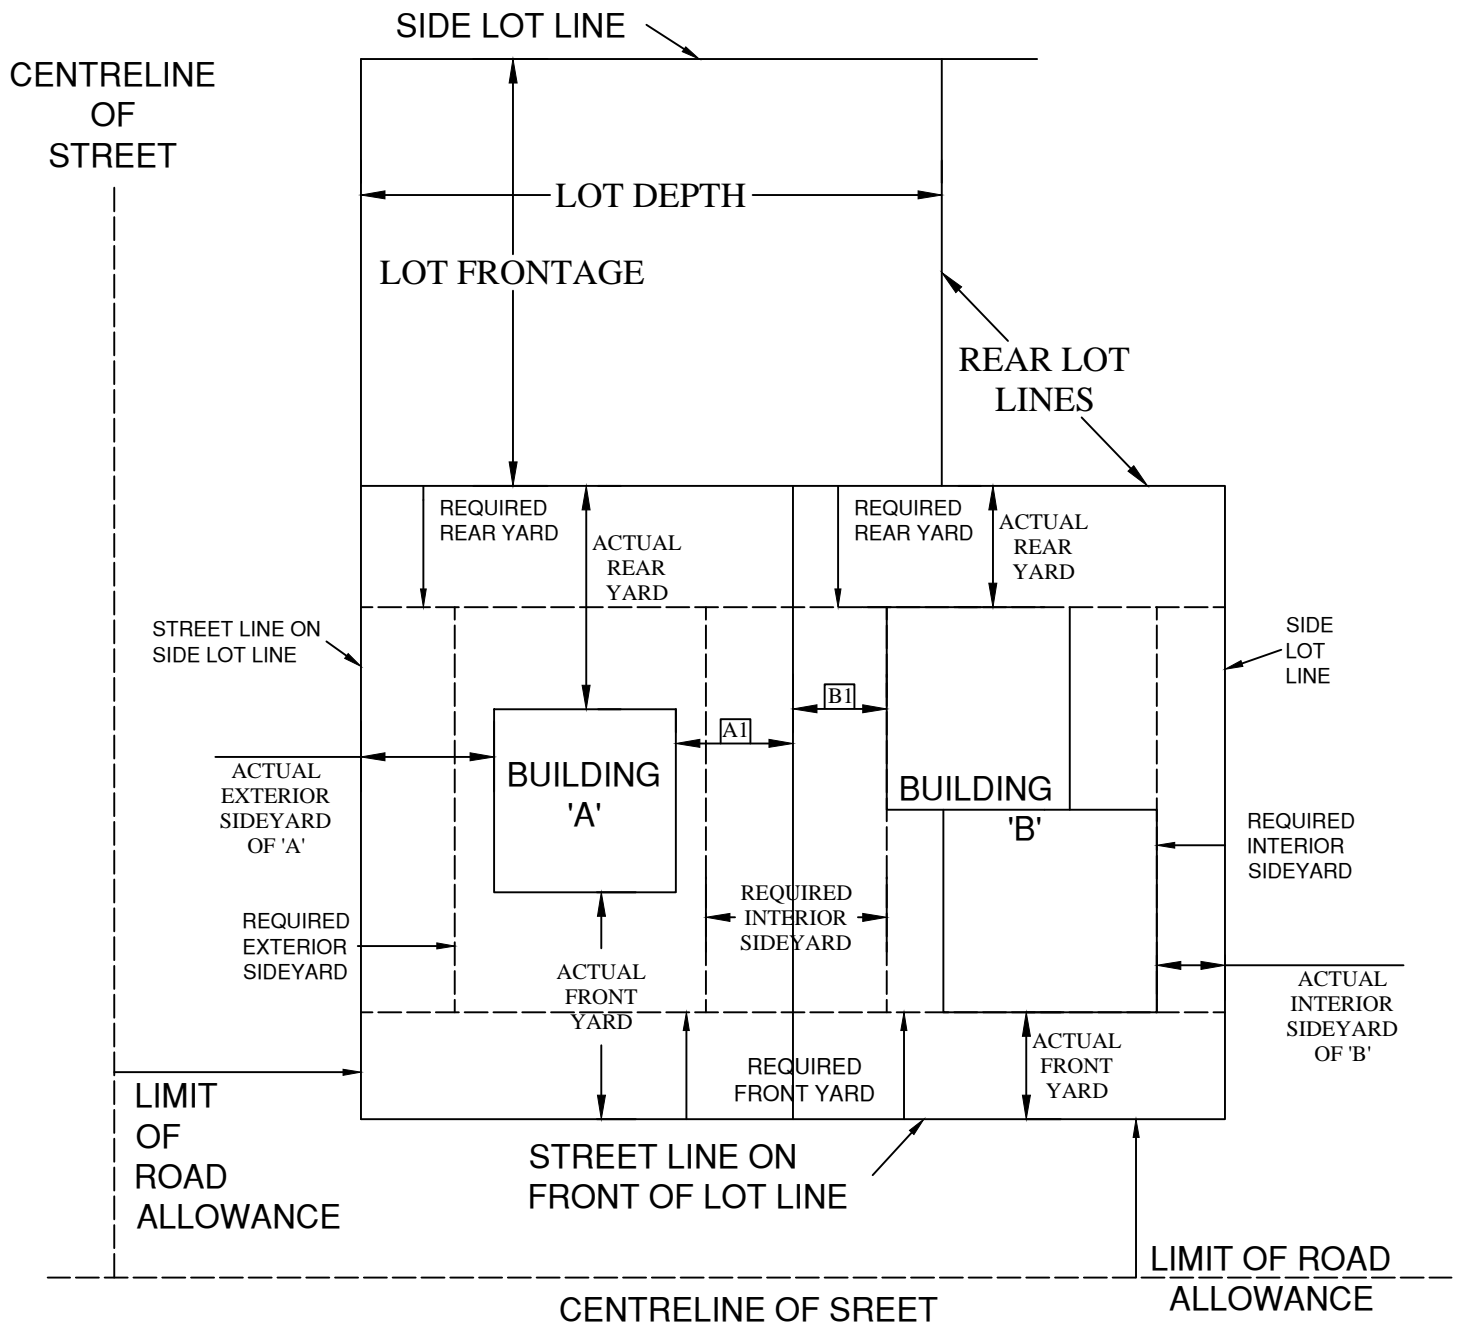 SIDE LOT LINE
CENTRELINE
OF
STREET
LOT DEPTH
LOT FRONTAGE
REAR LOT
LINES
REQUIRED
REAR YARD
ACTUAL
REAR
YARD
REQUIRED
REAR YARD
ACTUAL
REAR
YARD
STREET LINE ON
SIDE LOT LINE
SIDE
LOT
LINE
B1
A1
ACTUAL
EXTERIOR
SIDEYARD
OF 'A'
BUILDING
'A'
BUILDING
'B'
REQUIRED
INTERIOR
SIDEYARD
REQUIRED
INTERIOR
SIDEYARD
REQUIRED
EXTERIOR
SIDEYARD
ACTUAL
FRONT
YARD
ACTUAL
INTERIOR
SIDEYARD
OF 'B'
ACTUAL
FRONT
YARD
REQUIRED
FRONT YARD
LIMIT
OF
ROAD
ALLOWANCE
STREET LINE ON
FRONT OF LOT LINE
LIMIT OF ROAD
ALLOWANCE
CENTRELINE OF SREET